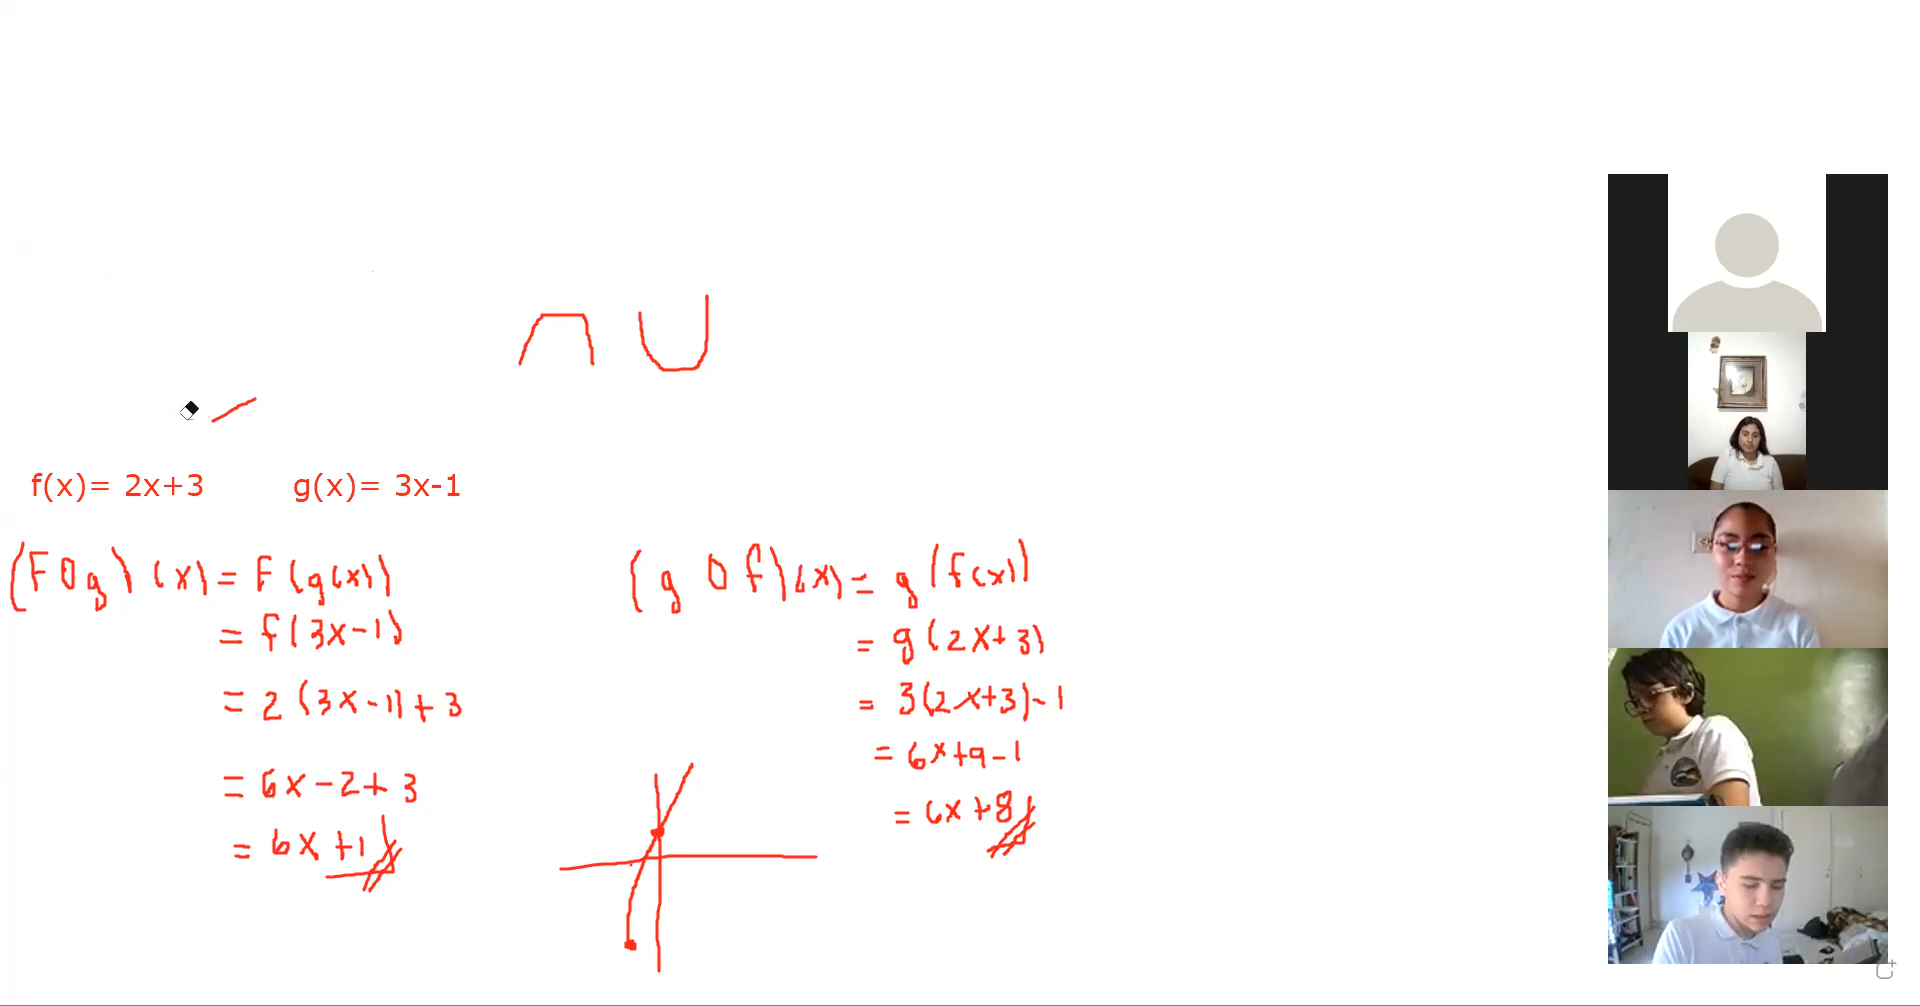 f(x)= 2x+3 g(x)= 3x-1
(F O g) (x) = F (g(x))
= f(3x-1)
= 2 (3x-1)+3
= 6x-2+3
= 6x+1
(g O f)(x) = g (f(x))
= g (2x+3)
= 3(2x+3)-1
= 6x+9-1
= 6x+8